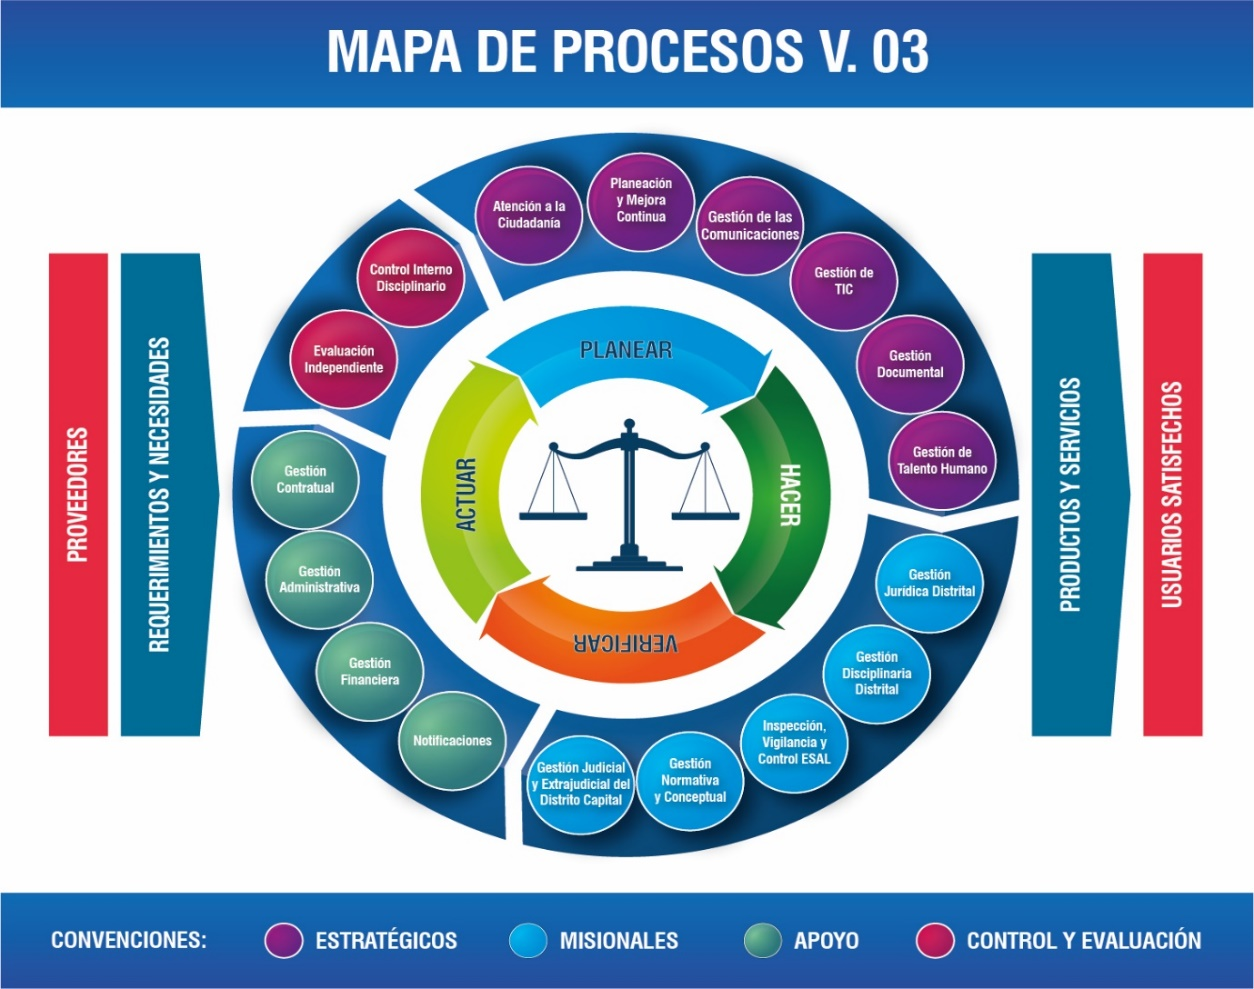 MAPA DE PROCESOS V. 03
PROVEEDORES
REQUERIMIENTOS Y NECESIDADES
Atención a la
Ciudadanía
Planeación
y Mejora
Continua
Gestión de las
Comunicaciones
Gestión de
TIC
Gestión
Documental
Gestión de
Talento Humano
Gestión
Jurídica Distrital
Gestión
Disciplinaria
Distrital
Inspección,
Vigilancia y
Control ESAL
Gestión
Normativa
y Conceptual
Gestión Judicial
y Extrajudicial del
Distrito Capital
Notificaciones
Gestión
Financiera
Gestión
Administrativa
Gestión
Contratual
Evaluación
Independiente
Control Interno
Disciplinario
PLANEAR
HACER
VERIFICAR
ACTUAR
PRODUCTOS Y SERVICIOS
USUARIOS SATISFECHOS
CONVENCIONES:
ESTRATÉGICOS
MISIONALES
APOYO
CONTROL Y EVALUACIÓN